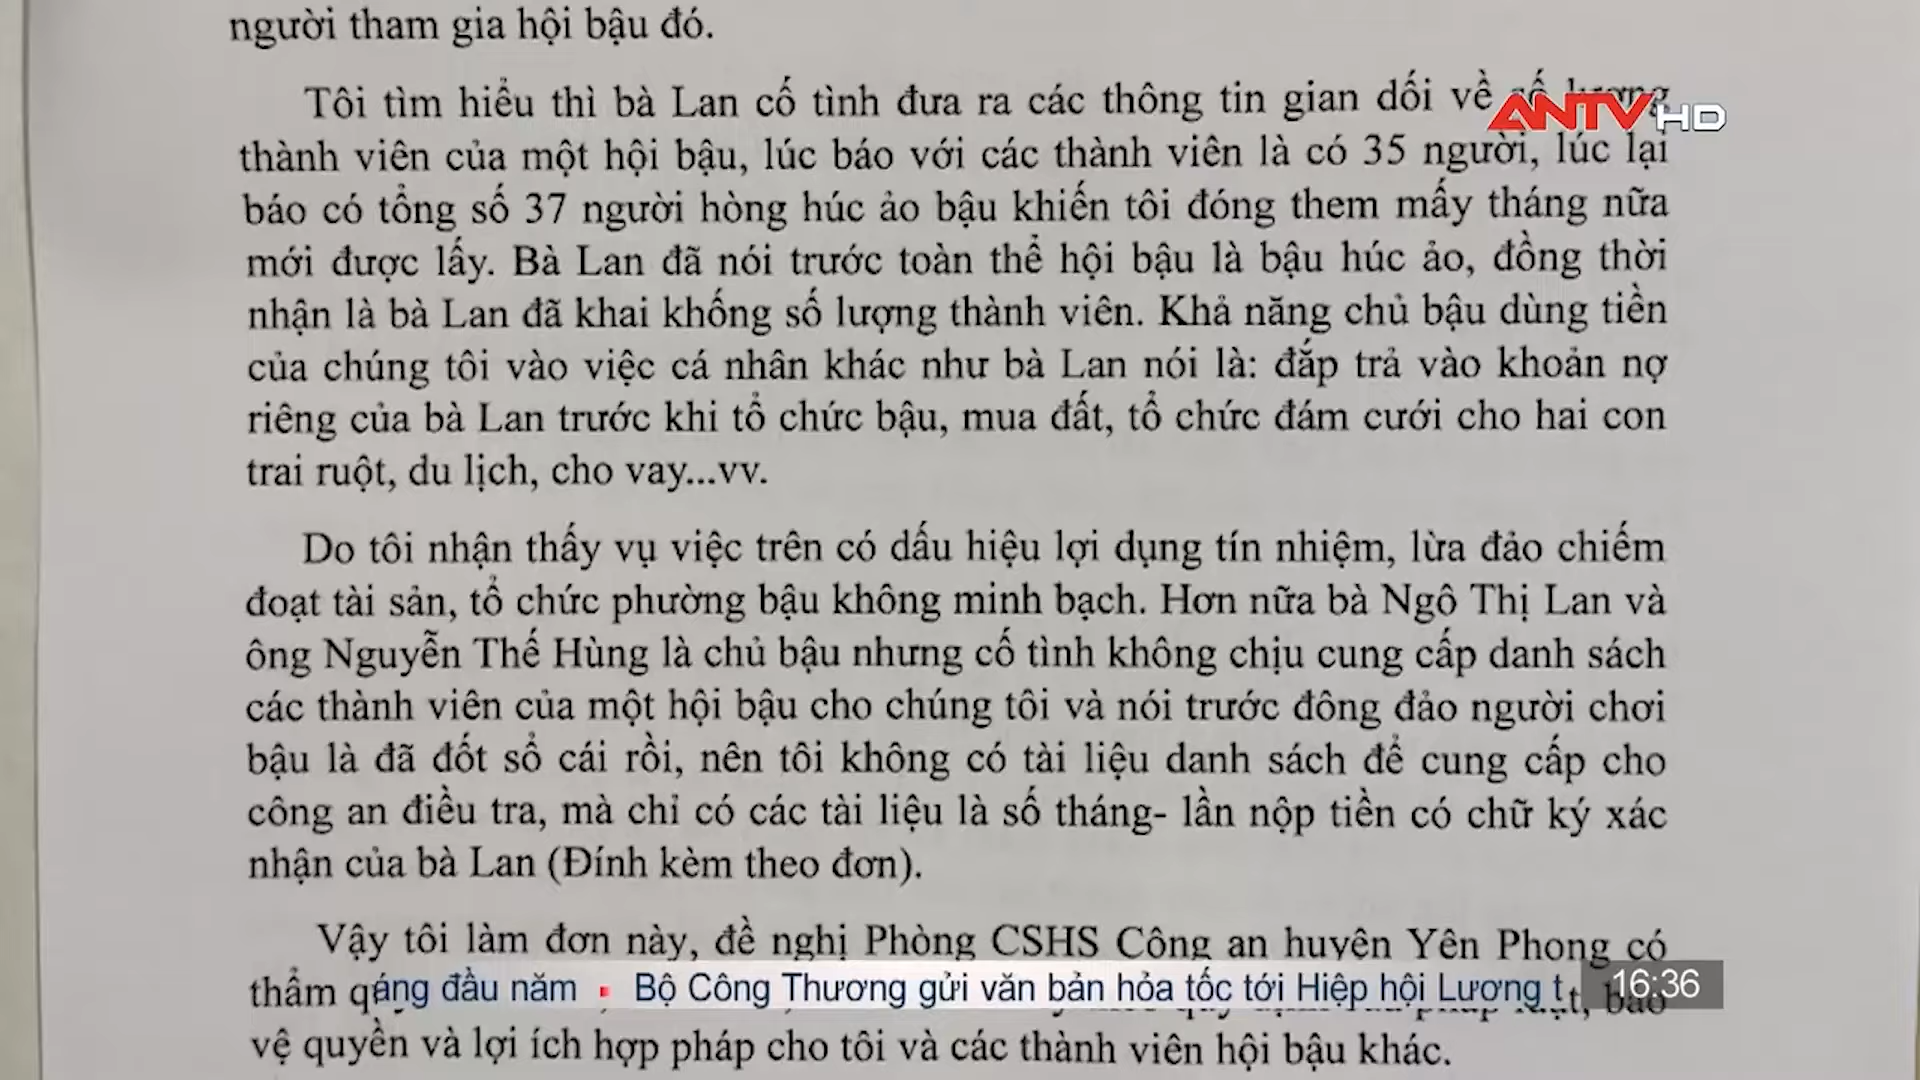 người tham gia hội bậu đó.
Tôi tìm hiểu thì bà Lan cố tình đưa ra các thông tin gian dối về số lượng
ANTV HD
thành viên của một hội bậu, lúc báo với các thành viên là có 35 người, lúc lại
báo có tổng số 37 người hòng húc ảo bậu khiến tôi đóng them mấy tháng nữa
mới được lấy. Bà Lan đã nói trước toàn thể hội bậu là bậu húc ảo, đồng thời
nhận là bà Lan đã khai khống số lượng thành viên. Khả năng chủ bậu dùng tiền
của chúng tôi vào việc cá nhân khác như bà Lan nói là: đắp trả vào khoản nợ
riêng của bà Lan trước khi tổ chức bậu, mua đất, tổ chức đám cưới cho hai con
trai ruột, du lịch, cho vay...vv.
Do tôi nhận thấy vụ việc trên có dấu hiệu lợi dụng tín nhiệm, lừa đảo chiếm
đoạt tài sản, tổ chức phường bậu không minh bạch. Hơn nữa bà Ngô Thị Lan và
ông Nguyễn Thế Hùng là chủ bậu nhưng cố tình không chịu cung cấp danh sách
các thành viên của một hội bậu cho chúng tôi và nói trước đông đảo người chơi
bậu là đã đốt sổ cái rồi, nên tôi không có tài liệu danh sách để cung cấp cho
công an điều tra, mà chỉ có các tài liệu là số tháng- lần nộp tiền có chữ ký xác
nhận của bà Lan (Đính kèm theo đơn).
Vậy tôi làm đơn này, đề nghị Phòng CSHS Công an huyện Yên Phong có
thẩm
áng đầu năm ▪ Bộ Công Thương gửi văn bản hỏa tốc tới Hiệp hội Lương t
16:36
vệ quyền và lợi ích hợp pháp cho tôi và các thành viên hội bậu khác.